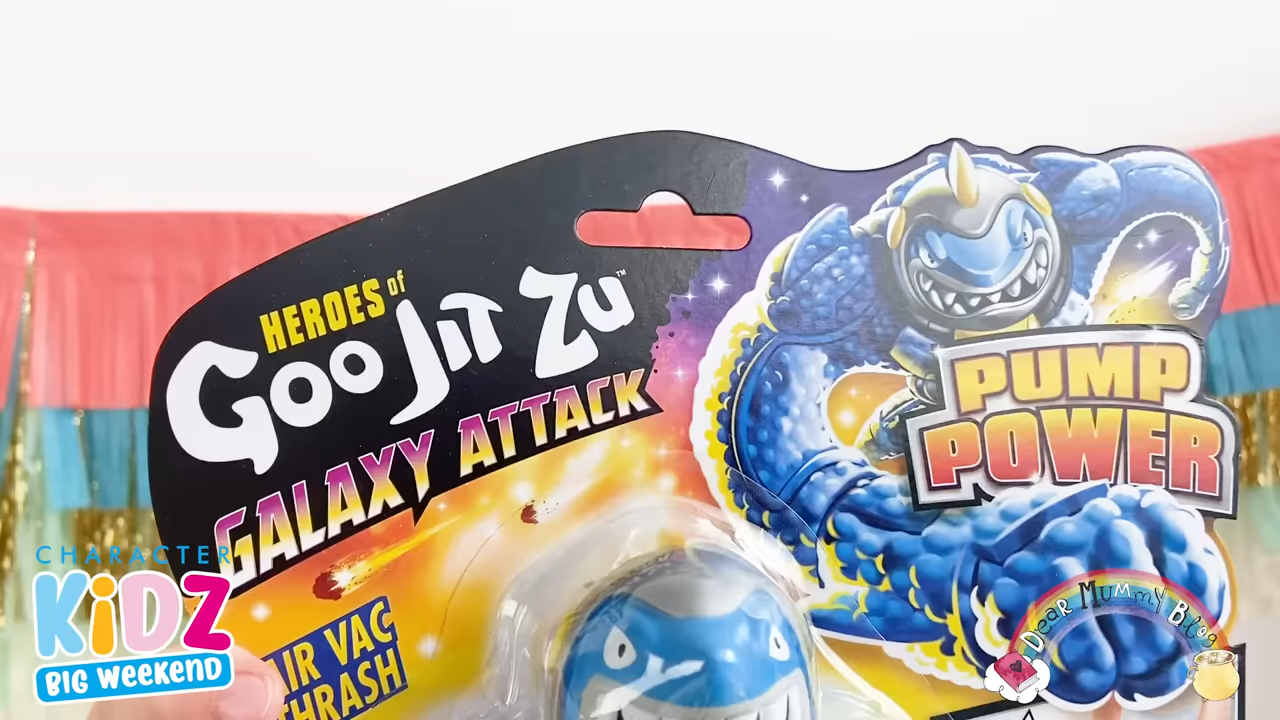 HEROES of
GOO JIT ZU™
GALAXY ATTACK
PUMP
POWER
AIR VAC
THRASH
CHARACTER
KiDZ
BIG WEEKEND
DEAR MUMMY BLOG